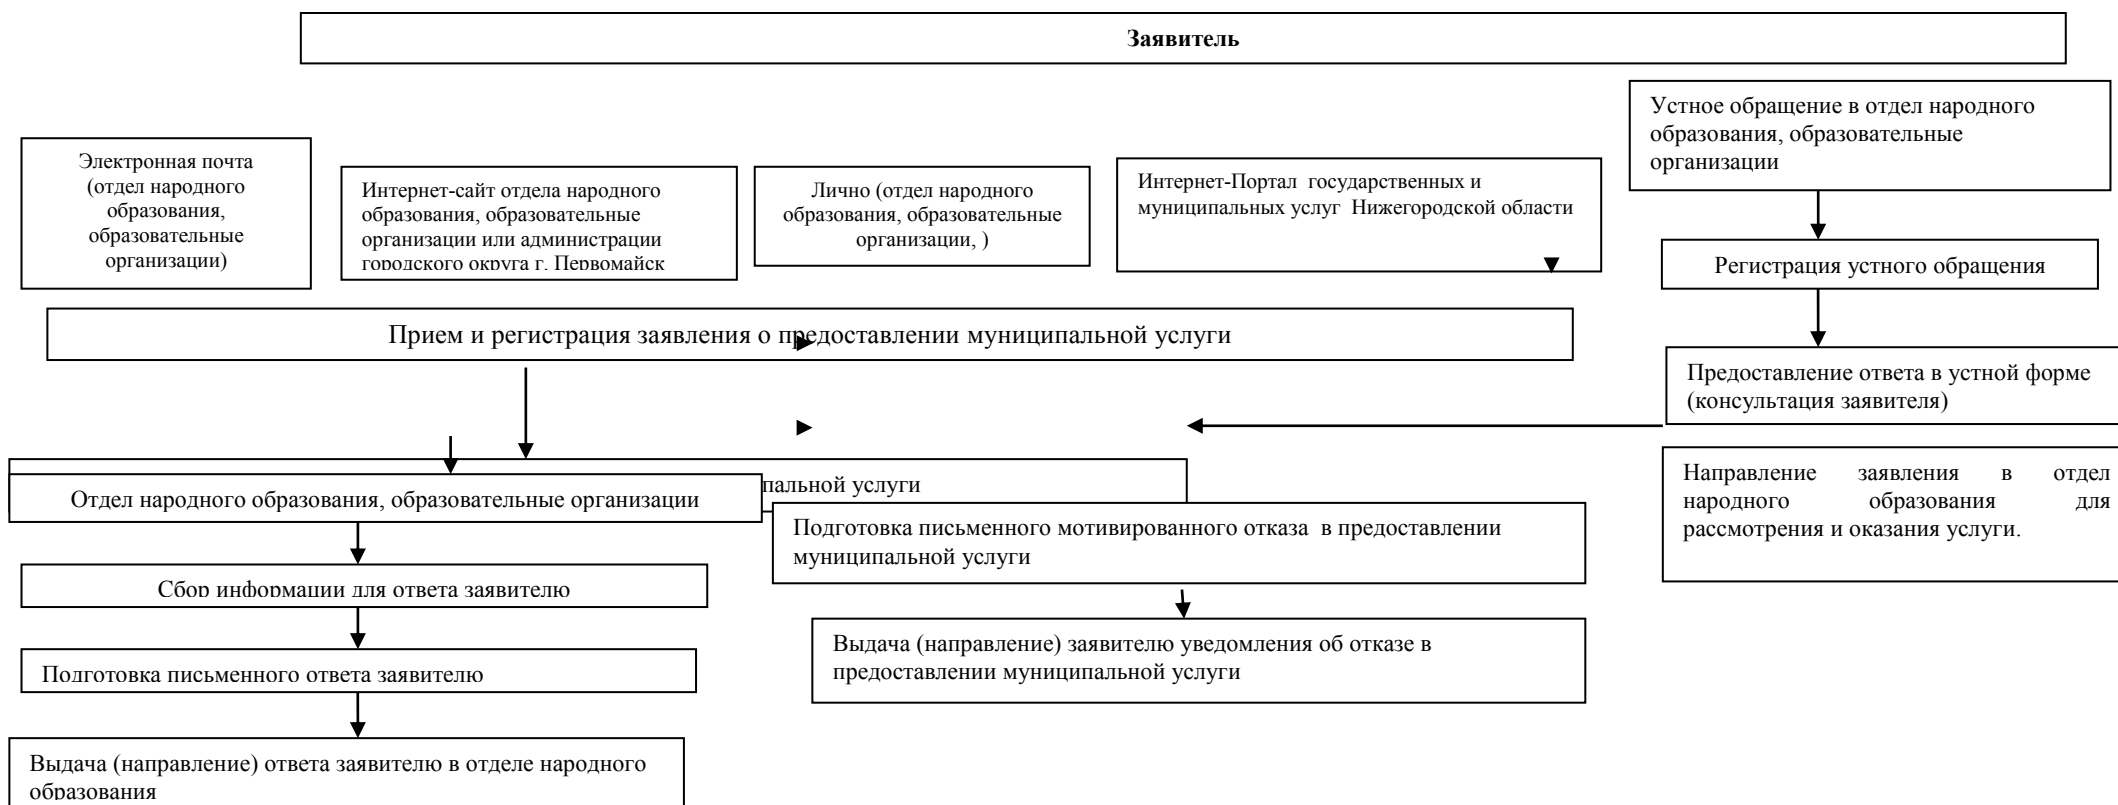 Заявитель
Устное обращение в отдел народного
образования, образовательные
организации
Электронная почта
(отдел народного
образования,
образовательные
организации)
Интернет-сайт отдела народного
образования, образовательные
организации или администрации
городского округа г. Первомайск
Лично (отдел народного
образования, образовательные
организации, )
Интернет-Портал государственных и
муниципальных услуг Нижегородской области
Регистрация устного обращения
Прием и регистрация заявления о предоставлении муниципальной услуги
Предоставление ответа в устной форме
(консультация заявителя)
услуги
Отдел народного образования, образовательные организации
Направление заявления в отдел
народного образования для
рассмотрения и оказания услуги.
Подготовка письменного мотивированного отказа в предоставлении
муниципальной услуги
Сбор информации для ответа заявителю
Выдача (направление) заявителю уведомления об отказе в
предоставлении муниципальной услуги
Подготовка письменного ответа заявителю
Выдача (направление) ответа заявителю в отделе народного
образования